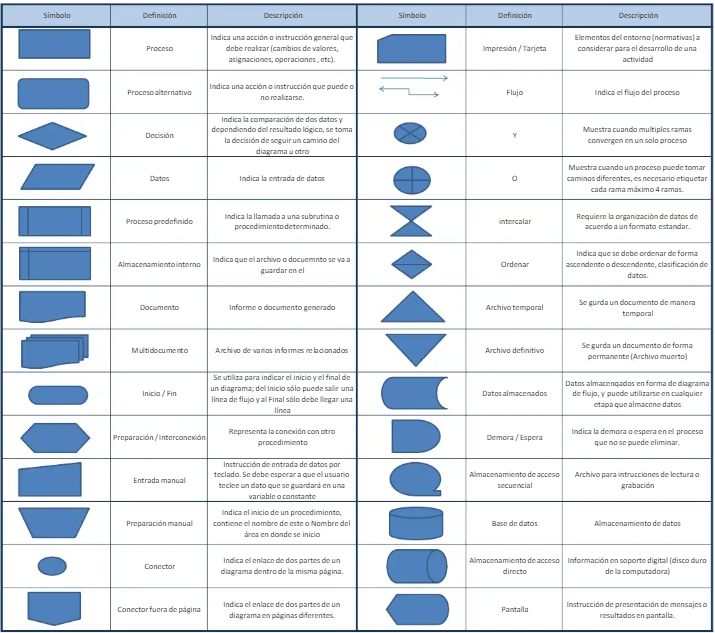 Símbolo
Definición
Descripción
Símbolo
Definición
Descripción
Proceso
Indica una acción o instrucción general que
debe realizar (cambios de valores,
asignaciones, operaciones , etc).
Impresión / Tarjeta
Elementos del entorno (normativas) a
considerar para el desarrollo de una
actividad
Proceso alternativo
Indica una acción o instrucción que puede o
no realizarse.
Flujo
Indica el flujo del proceso
Decisión
Indica la comparación de dos datos y
dependiendo del resultado lógico, se toma
la decisión de seguir un camino del
diagrama u otro
Y
Muestra cuando multiples ramas
convergen en un solo proceso
Datos
Indica la entrada de datos
O
Muestra cuando un proceso puede tomar
caminos diferentes, es necesario etiquetar
cada rama máximo 4 ramas.
Proceso predefinido
Indica la llamada a una subrutina o
procedimiento determinado.
intercalar
Requiere la organización de datos de
acuerdo a un formato estandar.
Almacenamiento interno
Indica que el archivo o docuemnto se va a
guardar en el
Ordenar
Indica que se debe ordenar de forma
ascendente o descendente, clasificación de
datos.
Documento
Informe o documento generado
Archivo temporal
Se gurda un documento de manera
temporal
Multidocumento
Archivo de varios informes relacionados
Archivo definitivo
Se gurda un documento de forma
permanente (Archivo muerto)
Inicio / Fin
Se utiliza para indicar el inicio y el final de
un diagrama; del Inicio sólo puede salir una
línea de flujo y al Final sólo debe llegar una
línea
Datos almacenados
Datos almacenqados en forma de diagrama
de flujo, y puede utilizarse en cualquier
etapa que almacene datos
Preparación / Interconexión
Representa la conexión con otro
procedimiento
Demora / Espera
Indica la demora o espera en el proceso
que no se puede eliminar.
Entrada manual
Instrucción de entrada de datos por
teclado. Se debe esperar a que el usuario
teclee un dato que se guardará en una
variable o constante
Almacenamiento de acceso
secuencial
Archivo para intrucciones de lectura o
grabación
Preparación manual
Indica el inicio de un procedimiento,
contiene el nombre de este o Nombre del
área en donde se inicio
Base de datos
Almacenamiento de datos
Conector
Indica el enlace de dos partes de un
diagrama dentro de la misma página.
Almacenamiento de acceso
directo
Información en soporte digital (disco duro
de la computadora)
Conector fuera de página
Indica el enlace de dos partes de un
diagrama en páginas diferentes.
Pantalla
Instrucción de presentación de mensajes o
resultados en pantalla.